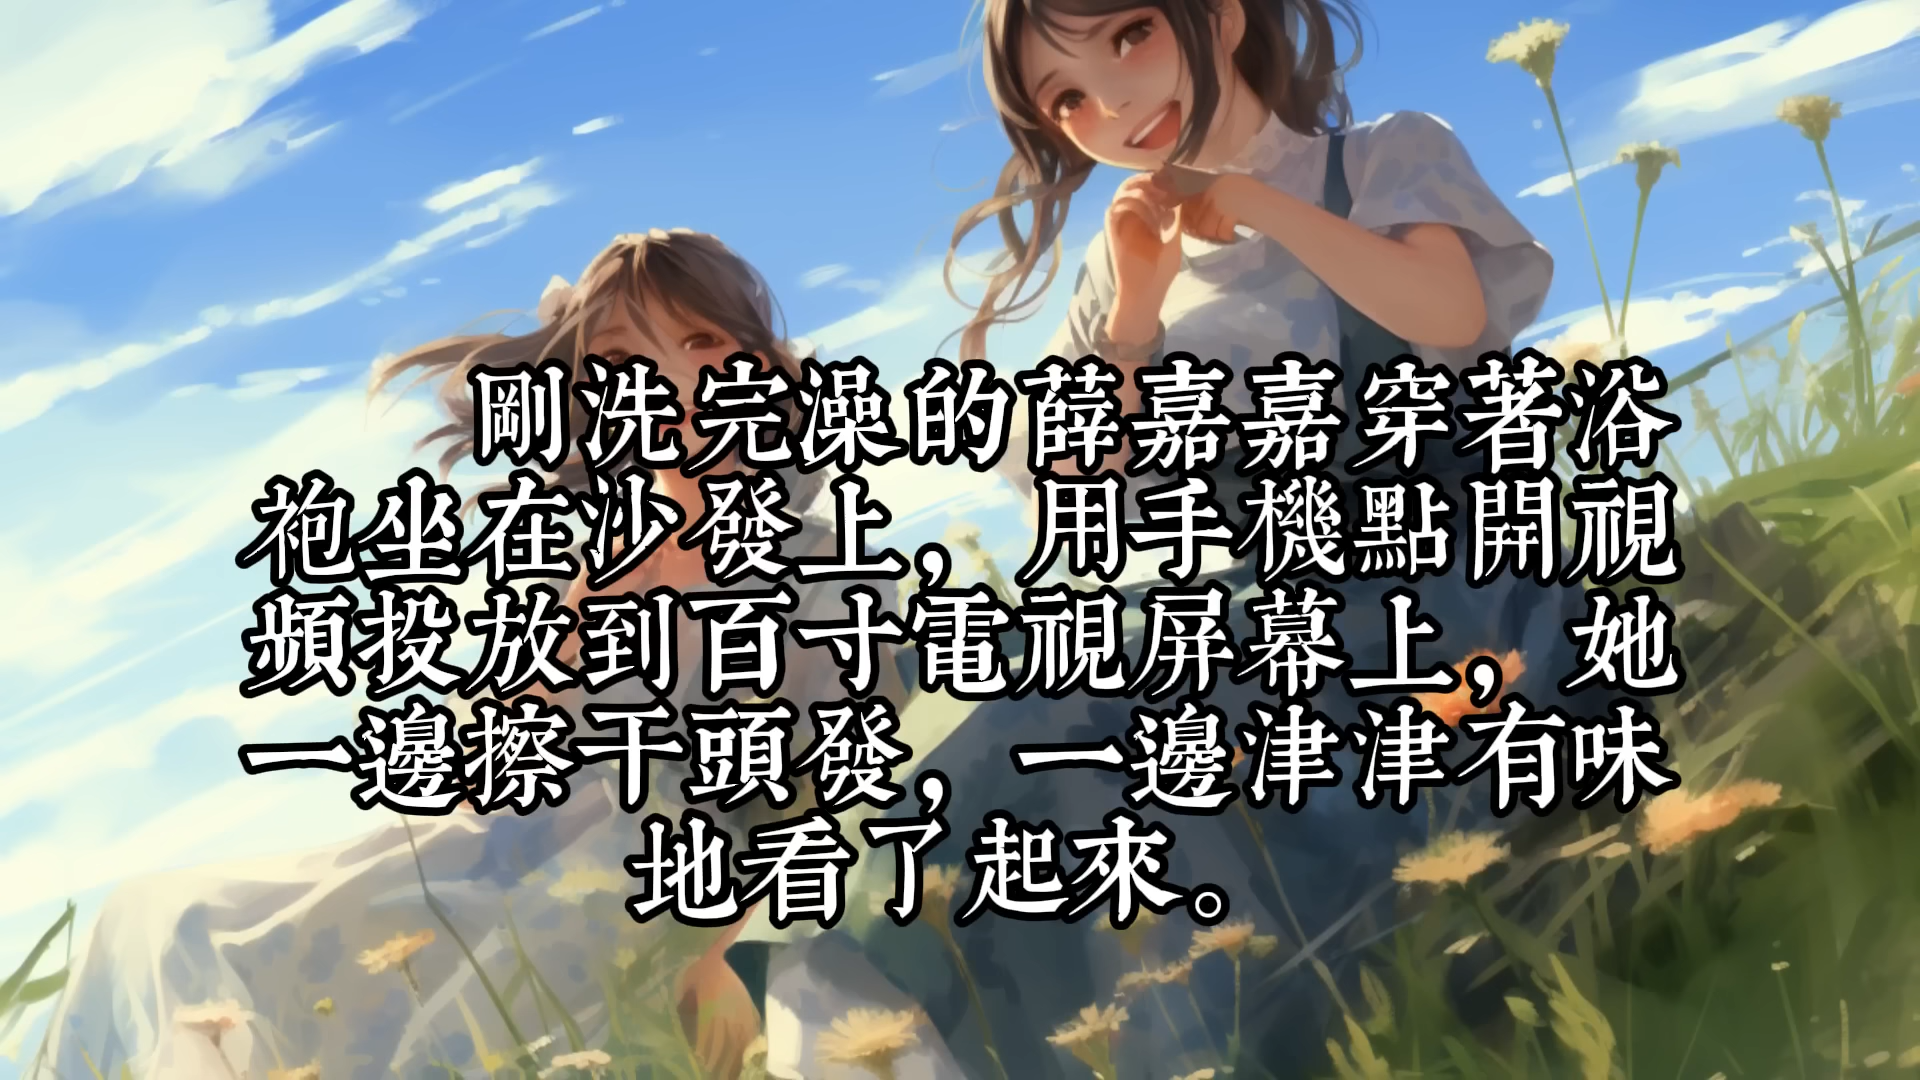 剛洗完澡的薛嘉嘉穿著浴
袍坐在沙發上，用手機點開視
頻投放到百寸電視屏幕上，她
一邊擦干頭發，一邊津津有味
地看了起來。